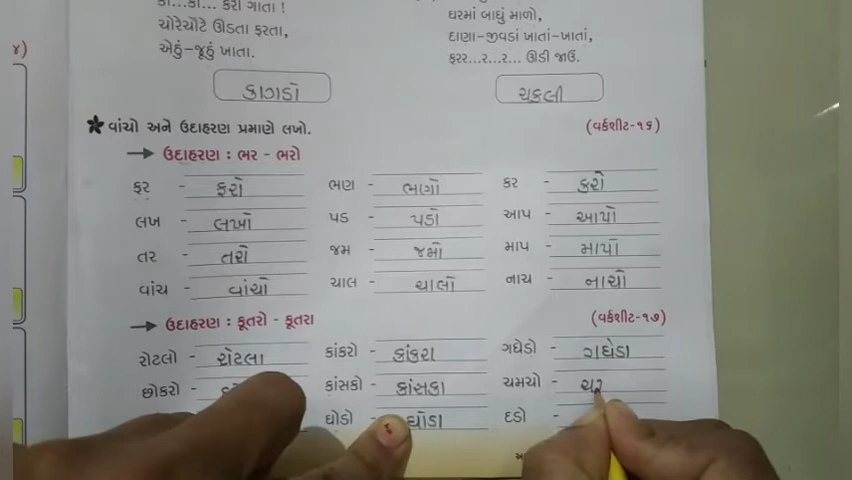 કા...કા... કરી ગાતા !
ચોરેચૌટે ઊડતા ફરતા,
એઠું-જૂઠું ખાતા.
કાગડો
ઘરમાં બાંધું માળો,
દાણા-જીવડાં ખાતાં-ખાતાં,
ફરર...ર...ર... ઊડી જાઉં.
ચકલી
૪)
★ વાંચો અને ઉદાહરણ પ્રમાણે લખો. (વર્કશીટ-૧૬)
→ ઉદાહરણ : ભર - ભરો
ફર - ફરો ભણ - ભાગો કર - કરો
લખ - લખો પડ - પડો આપ - આપો
તર - તરો જમ - જમો માપ - માપો
વાંચ - વાંચો ચાલ - ચાલો નાચ - નાચો
→ ઉદાહરણ : કૂતરો - કૂતરા (વર્કશીટ-૧૭)
રોટલો - રોટલા કાંકરો - કાંકરા ગધેડો - ગધેડા
છોકરો - કાંસકો - કાંસકા ચમચો -
ઘોડો - ઘોડા દડો -